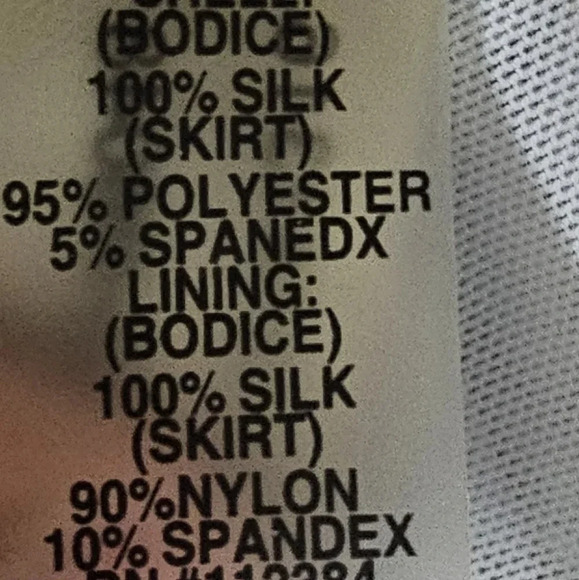 (BODICE)
100% SILK
(SKIRT)
95% POLYESTER
5% SPANEDX
LINING:
(BODICE)
100% SILK
(SKIRT)
90%NYLON
10% SPANDEX